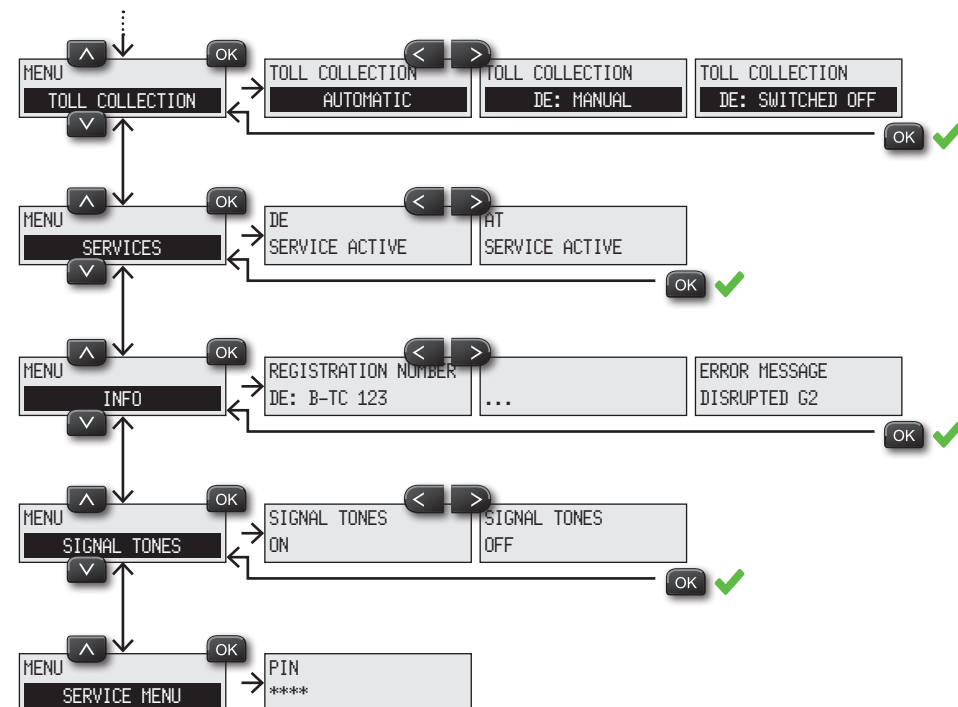 OK
MENU
TOLL COLLECTION
TOLL COLLECTION
AUTOMATIC
TOLL COLLECTION
DE: MANUAL
TOLL COLLECTION
DE: SWITCHED OFF
OK
OK
MENU
SERVICES
DE
SERVICE ACTIVE
AT
SERVICE ACTIVE
OK
OK
MENU
INFO
REGISTRATION NUMBER
DE: B-TC 123
...
ERROR MESSAGE
DISRUPTED G2
OK
OK
MENU
SIGNAL TONES
SIGNAL TONES
ON
SIGNAL TONES
OFF
OK
OK
MENU
SERVICE MENU
PIN
****